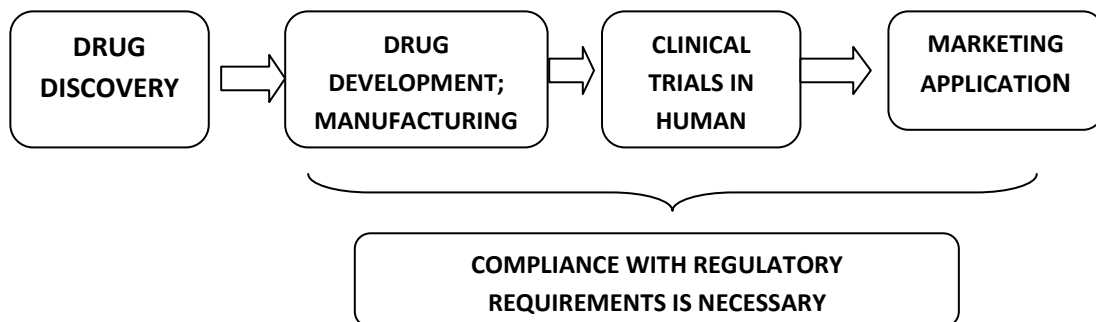 DRUG
DISCOVERY
DRUG
DEVELOPMENT;
MANUFACTURING
CLINICAL
TRIALS IN
HUMAN
MARKETING
APPLICATION
COMPLIANCE WITH REGULATORY
REQUIREMENTS IS NECESSARY